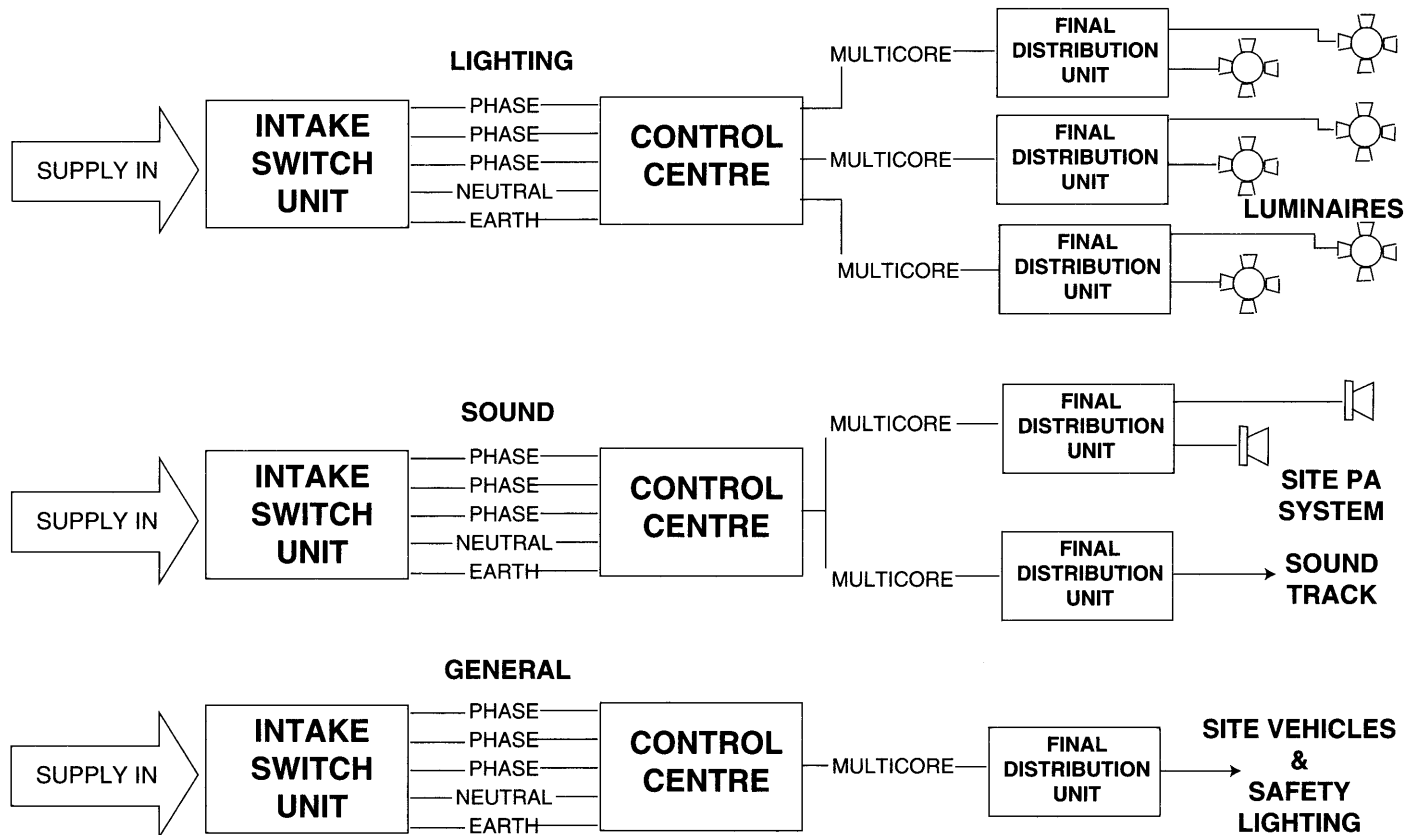 LIGHTING
SUPPLY IN
INTAKE
SWITCH
UNIT
PHASE
PHASE
PHASE
NEUTRAL
EARTH
CONTROL
CENTRE
MULTICORE
FINAL
DISTRIBUTION
UNIT
MULTICORE
FINAL
DISTRIBUTION
UNIT
LUMINAIRES
MULTICORE
FINAL
DISTRIBUTION
UNIT
SOUND
SUPPLY IN
INTAKE
SWITCH
UNIT
PHASE
PHASE
PHASE
NEUTRAL
EARTH
CONTROL
CENTRE
MULTICORE
FINAL
DISTRIBUTION
UNIT
SITE PA
SYSTEM
MULTICORE
FINAL
DISTRIBUTION
UNIT
SOUND
TRACK
GENERAL
SUPPLY IN
INTAKE
SWITCH
UNIT
PHASE
PHASE
PHASE
NEUTRAL
EARTH
CONTROL
CENTRE
MULTICORE
FINAL
DISTRIBUTION
UNIT
SITE VEHICLES
&
SAFETY
LIGHTING